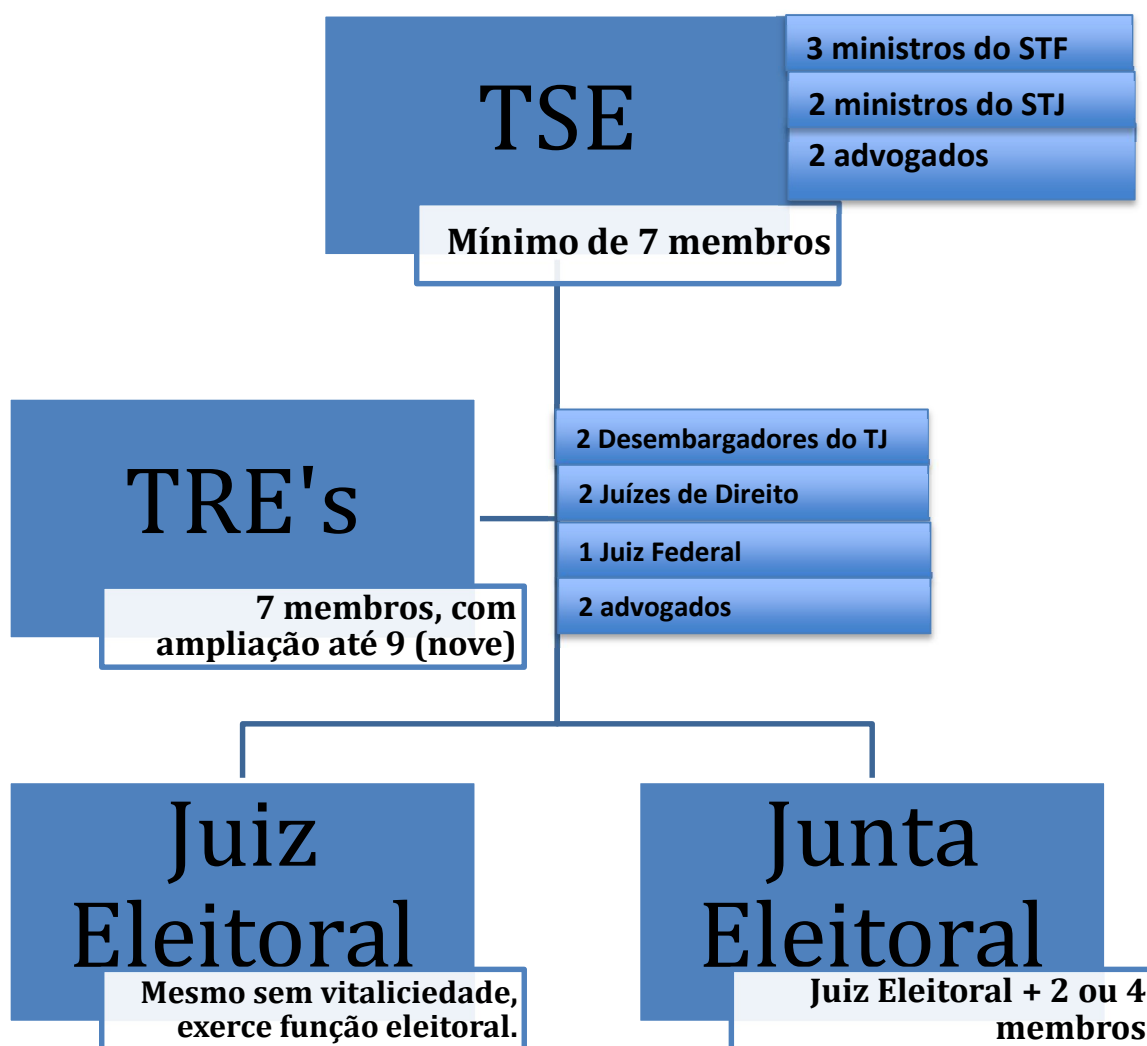 TSE
3 ministros do STF
2 ministros do STJ
2 advogados
Mínimo de 7 membros
TRE's
2 Desembargadores do TJ
2 Juízes de Direito
1 Juiz Federal
2 advogados
7 membros, com
ampliação até 9 (nove)
Juiz
Eleitoral
Mesmo sem vitaliciedade,
exerce função eleitoral.
Junta
Eleitoral
Juiz Eleitoral + 2 ou 4
membros